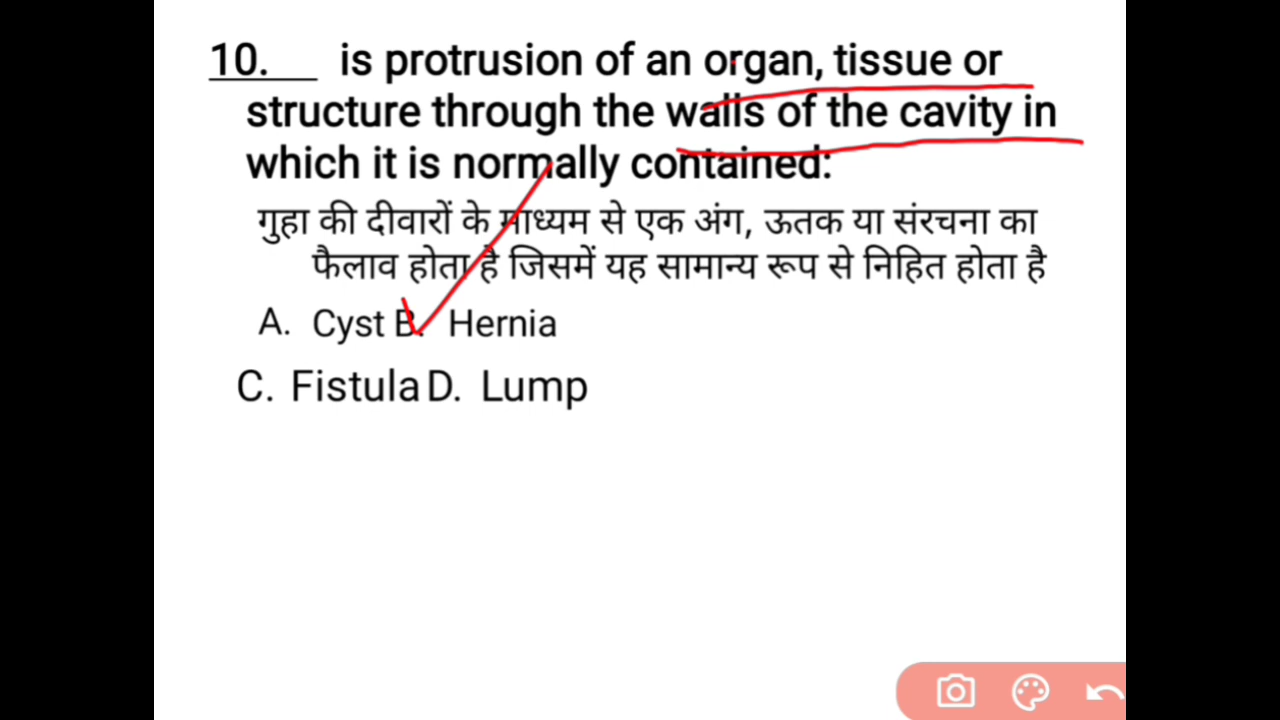 10.___ is protrusion of an organ, tissue or
structure through the walls of the cavity in
which it is normally contained:
गुहा की दीवारों के माध्यम से एक अंग, ऊतक या संरचना का
फैलाव होता है जिसमें यह सामान्य रूप से निहित होता है
A. Cyst B. Hernia
C. Fistula D. Lump